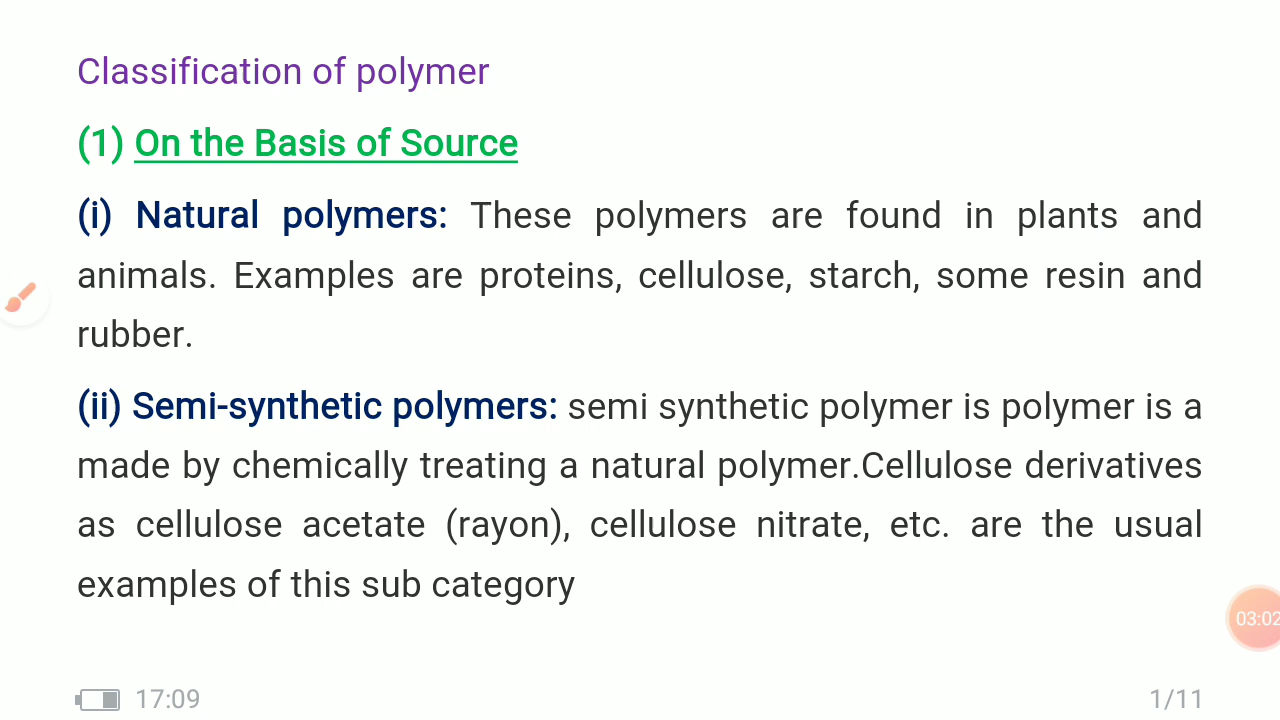 Classification of polymer
(1) On the Basis of Source
(i) Natural polymers: These polymers are found in plants and
animals. Examples are proteins, cellulose, starch, some resin and
rubber.
(ii) Semi-synthetic polymers: semi synthetic polymer is polymer is a
made by chemically treating a natural polymer.Cellulose derivatives
as cellulose acetate (rayon), cellulose nitrate, etc. are the usual
examples of this sub category
03:02
17:09
1/11